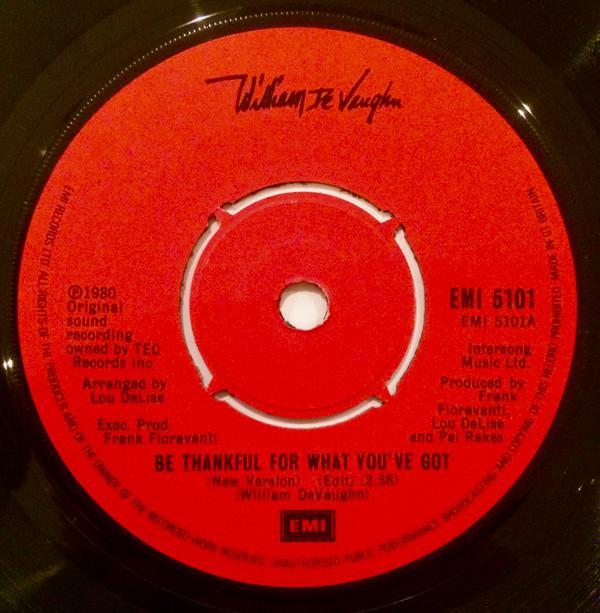 William DeVaughn
EMI 5101
EMI 5101A
℗1980
Original
sound
recording
owned by TEC
Records Inc.
Arranged by
Lou DeLise
Exec. Prod.
Frank Fioravanti
Intersong
Music Ltd.
Produced by
Frank
Fioravanti,
Lou DeLise
and Pal Rakes
BE THANKFUL FOR WHAT YOU'VE GOT
(New Version) (Edit) (3.38)
(William DeVaughn)
EMI
EMI RECORDS LTD ALL RIGHTS OF THE PRODUCER AND OF THE OWNER OF THE RECORDED WORK RESERVED UNAUTHORISED PUBLIC PERFORMANCE BROADCASTING AND COPYING OF THIS RECORD PROHIBITED MADE IN GT BRITAIN